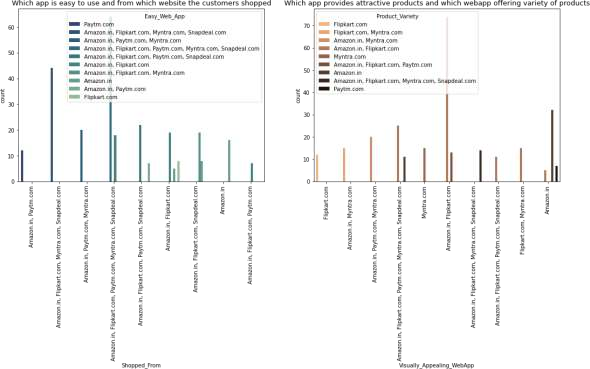 Which app is easy to use and from which website the customers shopped
Easy_Web_App
Paytm.com
Amazon.in, Flipkart.com, Myntra.com, Snapdeal.com
Amazon.in, Paytm.com, Myntra.com
Amazon.in, Flipkart.com, Paytm.com, Myntra.com, Snapdeal.com
Amazon.in, Flipkart.com, Paytm.com, Snapdeal.com
Amazon.in, Flipkart.com
Amazon.in, Flipkart.com, Myntra.com
Amazon.in
Amazon.in, Paytm.com
Flipkart.com
count
60
50
40
30
20
10
0
Amazon.in, Paytm.com
Amazon.in, Flipkart.com, Myntra.com, Snapdeal.com
Amazon.in, Paytm.com, Myntra.com
Amazon.in, Flipkart.com, Paytm.com, Myntra.com, Snapdeal.com
Amazon.in, Flipkart.com, Paytm.com, Snapdeal.com
Amazon.in, Flipkart.com
Amazon.in, Flipkart.com, Snapdeal.com
Amazon.in
Amazon.in, Flipkart.com, Paytm.com
Shopped_From
Which app provides attractive products and which webapp offering variety of products
Product_Variety
Flipkart.com
Amazon.in, Myntra.com
Amazon.in, Flipkart.com
Myntra.com
Amazon.in, Flipkart.com, Paytm.com
Amazon.in
Amazon.in, Flipkart.com, Myntra.com, Snapdeal.com
Paytm.com
count
70
60
50
40
30
20
10
0
Flipkart.com
Amazon.in, Myntra.com
Amazon.in, Paytm.com, Myntra.com
Amazon.in, Flipkart.com, Paytm.com, Myntra.com, Snapdeal.com
Myntra.com
Amazon.in, Flipkart.com
Amazon.in, Flipkart.com, Myntra.com, Snapdeal.com
Amazon.in, Flipkart.com, Paytm.com, Snapdeal.com
Flipkart.com, Myntra.com
Amazon.in
Visually_Appealing_WebApp